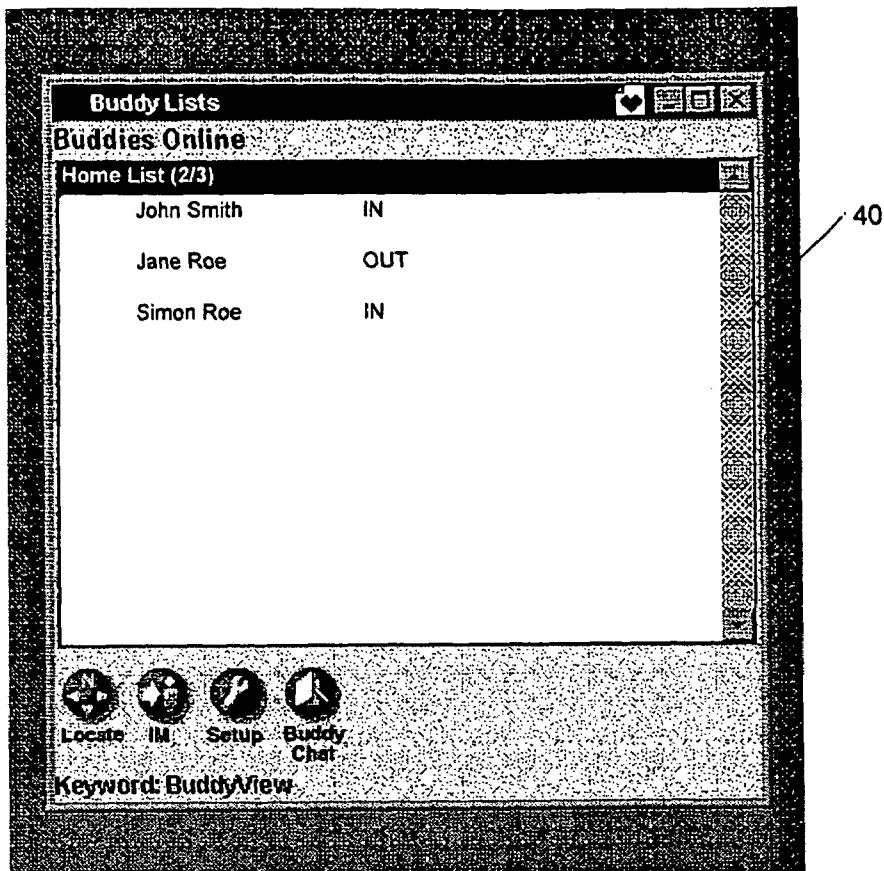 Buddy Lists
Buddies Online
Home List (2/3)
John Smith IN
40
Jane Roe OUT
Simon Roe IN
Locate IM Setup Buddy Chat
Keyword: BuddyView